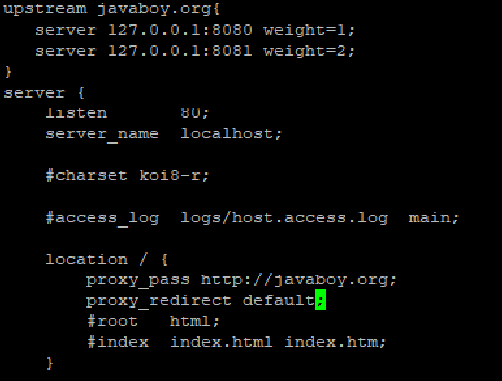 upstream javaboy.org{
server 127.0.0.1:8080 weight=1;
server 127.0.0.1:8081 weight=2;
}
server {
listen 80;
server_name localhost;
#charset koi8-r;
#access_log logs/host.access.log main;
location / {
proxy_pass http://javaboy.org;
proxy_redirect default;
#root html;
#index index.html index.htm;
}